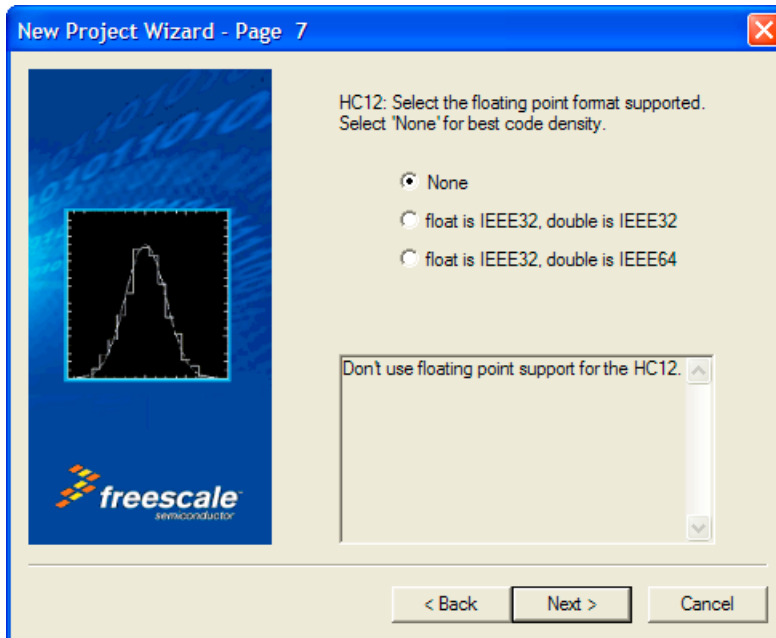 New Project Wizard - Page 7
HC12: Select the floating point format supported.
Select 'None' for best code density.
None
float is IEEE32, double is IEEE32
float is IEEE32, double is IEEE64
Don't use floating point support for the HC12.
freescale
semiconductor
< Back
Next >
Cancel